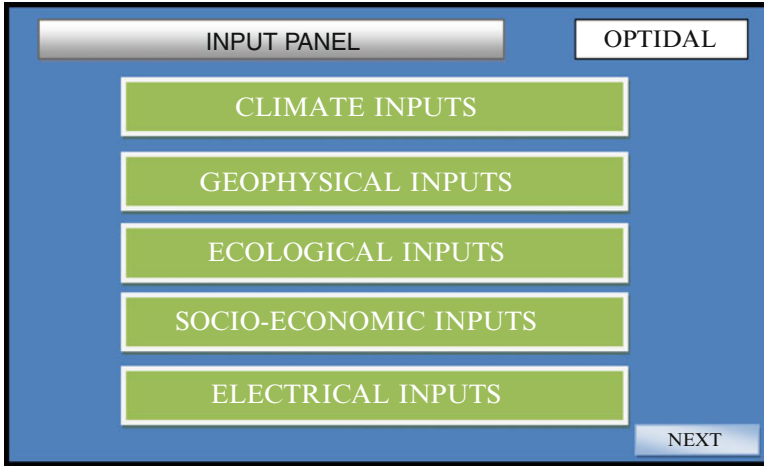 INPUT PANEL
OPTIDAL
CLIMATE INPUTS
GEOPHYSICAL INPUTS
ECOLOGICAL INPUTS
SOCIO-ECONOMIC INPUTS
ELECTRICAL INPUTS
NEXT